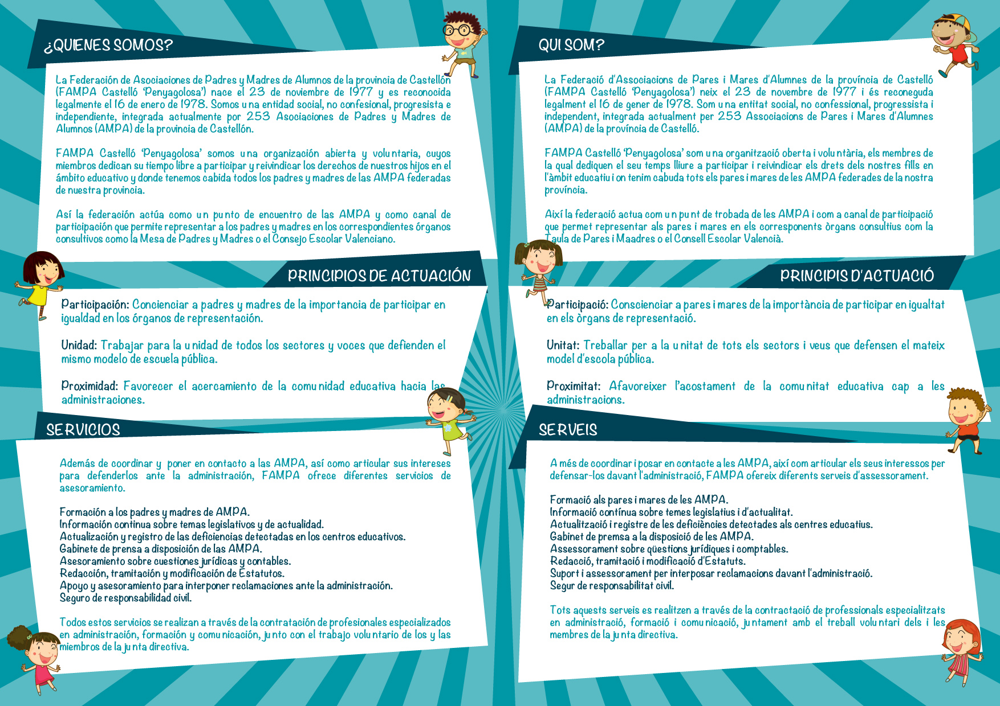 ¿QUIENES SOMOS?
La Federación de Asociaciones de Padres y Madres de Alumnos de la provincia de Castellón
(FAMPA Castelló ‘Penyagolosa’) nace el 23 de noviembre de 1977 y es reconocida
legalmente el 16 de enero de 1978. Somos una entidad social, no confesional, progresista e
independiente, integrada actualmente por 253 Asociaciones de Padres y Madres de
Alumnos (AMPA) de la provincia de Castellón.
FAMPA Castelló ‘Penyagolosa’ somos una organización abierta y voluntaria, cuyos
miembros dedican su tiempo libre a participar y reivindicar los derechos de nuestros hijos en el
ámbito educativo y donde tenemos cabida todos los padres y madres de las AMPA federadas
de nuestra provincia.
Así la federación actúa como un punto de encuentro de las AMPA y como canal de
participación que permite representar a los padres y madres en los correspondientes órganos
consultivos como la Mesa de Padres y Madres o el Consejo Escolar Valenciano.
PRINCIPIOS DE ACTUACIÓN
Participación: Concienciar a padres y madres de la importancia de participar en
igualdad en los órganos de representación.
Unidad: Trabajar para la unidad de todos los sectores y voces que defienden el
mismo modelo de escuela pública.
Proximidad: Favorecer el acercamiento de la comunidad educativa hacia las
administraciones.
SERVICIOS
Además de coordinar y poner en contacto a las AMPA, así como articular sus intereses
para defenderlos ante la administración, FAMPA ofrece diferentes servicios de
asesoramiento.
Formación a los padres y madres de AMPA.
Información continua sobre temas legislativos y de actualidad.
Actualización y registro de las deficiencias detectadas en los centros educativos.
Gabinete de prensa a disposición de las AMPA.
Asesoramiento sobre cuestiones jurídicas y contables.
Redacción, tramitación y modificación de Estatutos.
Apoyo y asesoramiento para interponer reclamaciones ante la administración.
Seguro de responsabilidad civil.
Todos estos servicios se realizan a través de la contratación de profesionales especializados
en administración, formación y comunicación, junto con el trabajo voluntario de los y las
miembros de la junta directiva.
QUI SOM?
La Federació d'Associacions de Pares i Mares d'Alumnes de la província de Castelló
(FAMPA Castelló ‘Penyagolosa’) neix el 23 de novembre de 1977 i és reconeguda
legalment el 16 de gener de 1978. Som una entitat social, no confessional, progressista i
independent, integrada actualment per 253 Associacions de Pares i Mares d'Alumnes
(AMPA) de la província de Castelló.
FAMPA Castelló ‘Penyagolosa’ som una organització oberta i voluntària, els membres de
la qual dediquen el seu temps lliure a participar i reivindicar els drets dels nostres fills en
l'àmbit educatiu i on tenim cabuda tots els pares i mares de les AMPA federades de la nostra
província.
Així la federació actua com un punt de trobada de les AMPA i com a canal de participació
que permet representar als pares i mares en els corresponents òrgans consultius com la
Taula de Pares i Maadres o el Consell Escolar Valencià.
PRINCIPIS D'ACTUACIÓ
Participació: Conscienciar a pares i mares de la importància de participar en igualtat
en els òrgans de representació.
Unitat: Treballar per a la unitat de tots els sectors i veus que defensen el mateix
model d'escola pública.
Proximitat: Afavoreixer l’acostament de la comunitat educativa cap a les
administracions.
SERVEIS
A més de coordinar i posar en contacte a les AMPA, així com articular els seus interessos per
defensar-los davant l'administració, FAMPA ofereix diferents serveis d'assessorament.
Formació als pares i mares de les AMPA.
Informació contínua sobre temes legislatius i d'actualitat.
Actualització i registre de les deficiències detectades als centres educatius.
Gabinet de premsa a la disposició de les AMPA.
Assessorament sobre qüestions jurídiques i comptables.
Redacció, tramitació i modificació d'Estatuts.
Suport i assessorament per interposar reclamacions davant l'administració.
Segur de responsabilitat civil.
Tots aquests serveis es realitzen a través de la contractació de professionals especialitzats
en administració, formació i comunicació, juntament amb el treball voluntari dels i les
membres de la junta directiva.